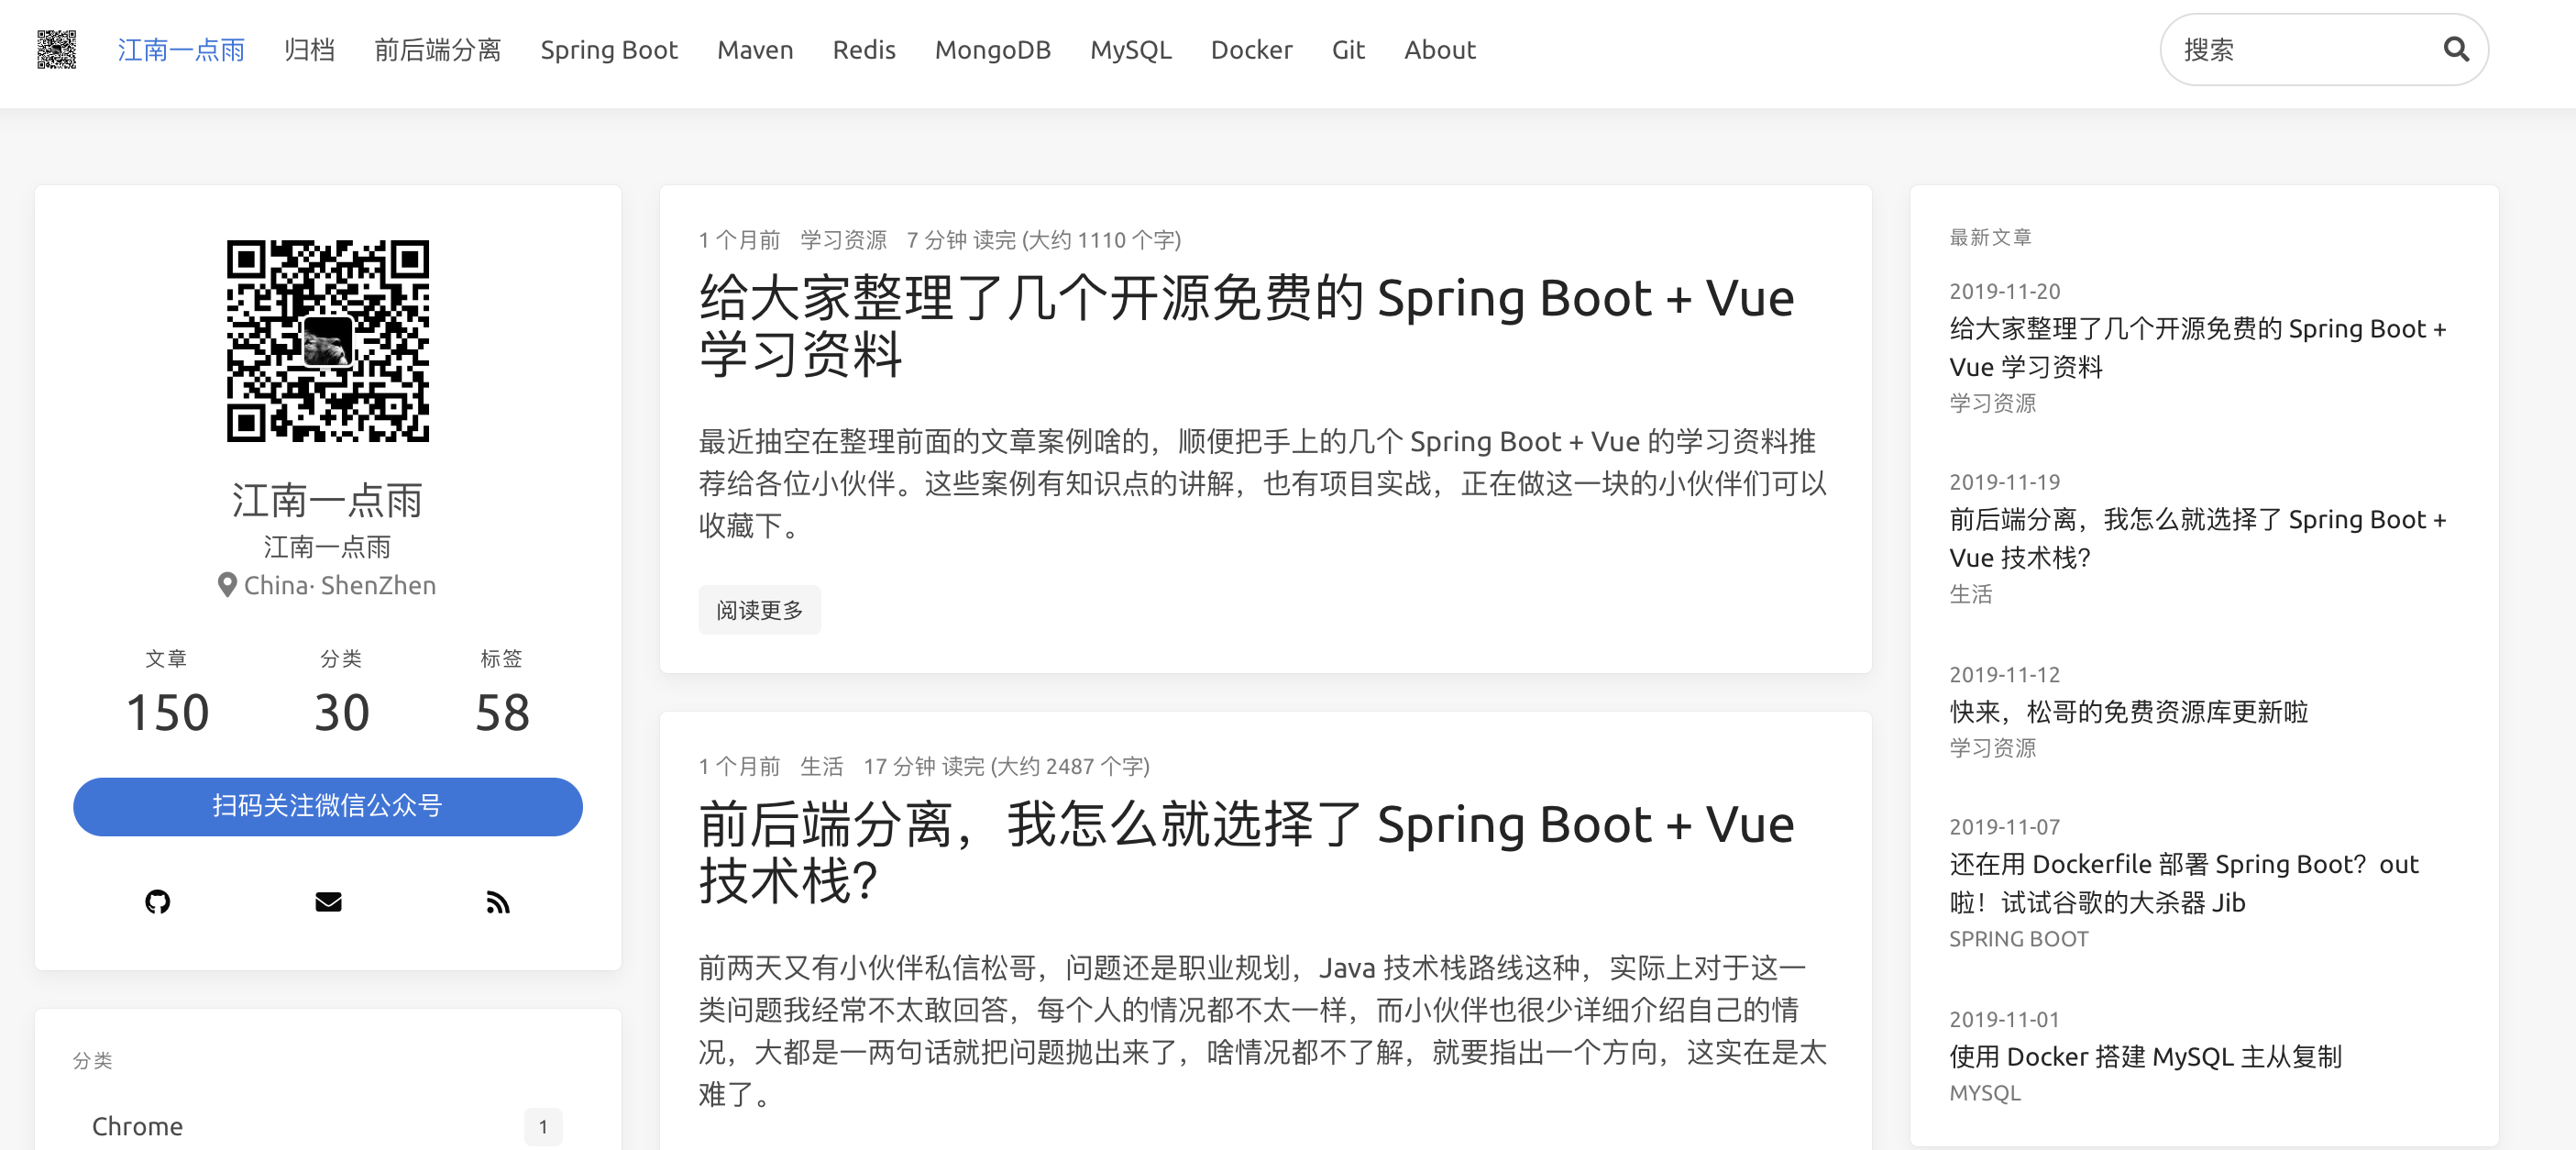 江南一点雨 归档 前后端分离 Spring Boot Maven Redis MongoDB MySQL Docker Git About 搜索
江南一点雨
江南一点雨
China· ShenZhen
文章 分类 标签
150 30 58
扫码关注微信公众号
分类
Chrome 1
1 个月前 学习资源 7 分钟 读完 (大约 1110 个字)
给大家整理了几个开源免费的 Spring Boot + Vue
学习资料
最近抽空在整理前面的文章案例啥的，顺便把手上的几个 Spring Boot + Vue 的学习资料推
荐给各位小伙伴。这些案例有知识点的讲解，也有项目实战，正在做这一块的小伙伴们可以
收藏下。
阅读更多
1 个月前 生活 17 分钟 读完 (大约 2487 个字)
前后端分离，我怎么就选择了 Spring Boot + Vue
技术栈？
前两天又有小伙伴私信松哥，问题还是职业规划，Java 技术栈路线这种，实际上对于这一
类问题我经常不太敢回答，每个人的情况都不太一样，而小伙伴也很少详细介绍自己的情
况，大都是一两句话就把问题抛出来了，啥情况都不了解，就要指出一个方向，这实在是太
难了。
最新文章
2019-11-20
给大家整理了几个开源免费的 Spring Boot +
Vue 学习资料
学习资源
2019-11-19
前后端分离，我怎么就选择了 Spring Boot +
Vue 技术栈？
生活
2019-11-12
快来，松哥的免费资源库更新啦
学习资源
2019-11-07
还在用 Dockerfile 部署 Spring Boot？out
啦！试试谷歌的大杀器 Jib
SPRING BOOT
2019-11-01
使用 Docker 搭建 MySQL 主从复制
MYSQL